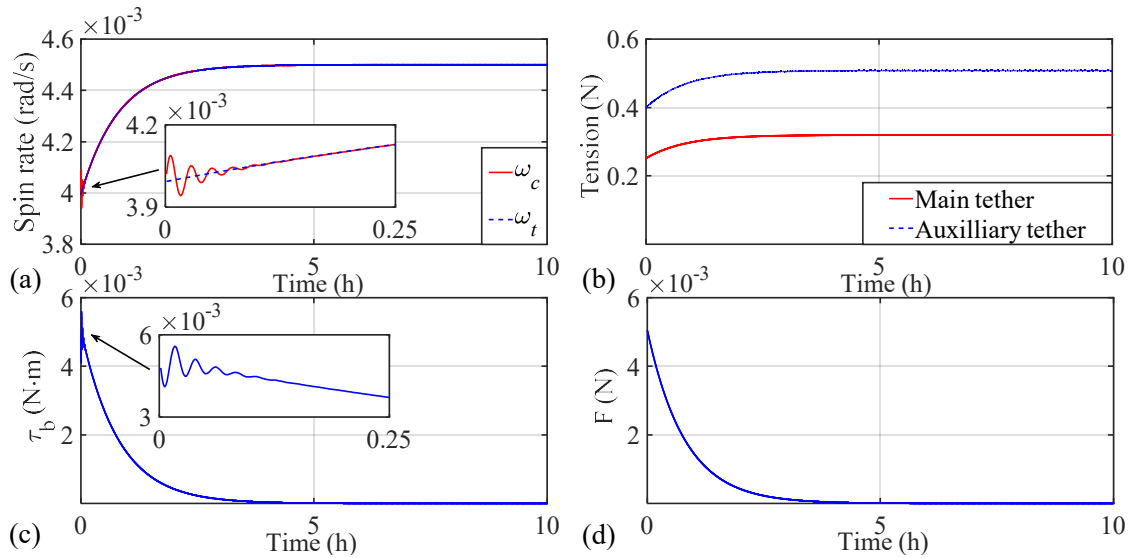 ×10⁻³
4.6
4.4
4.2
4
3.8
Spin rate (rad/s)
×10⁻³
4.2
3.9
0
0.25
ω_c
ω_t
0
5
10
Time (h)
(a)
0.6
0.4
0.2
Tension (N)
Main tether
Auxilliary tether
0
5
10
Time (h)
(b)
×10⁻³
6
4
2
τ_b (N·m)
×10⁻³
6
3
0
0.25
0
5
10
Time (h)
(c)
×10⁻³
6
4
2
F (N)
0
5
10
Time (h)
(d)